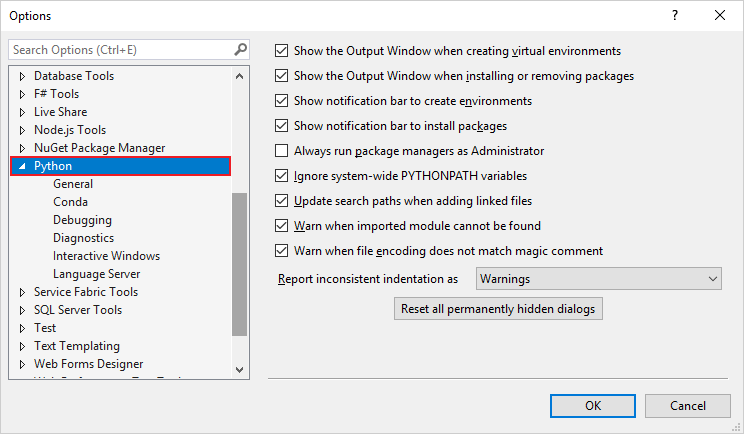 Options
?
Search Options (Ctrl+E)
Database Tools
F# Tools
Live Share
Node.js Tools
NuGet Package Manager
Python
General
Conda
Debugging
Diagnostics
Interactive Windows
Language Server
Service Fabric Tools
SQL Server Tools
Test
Text Templating
Web Forms Designer
Show the Output Window when creating virtual environments
Show the Output Window when installing or removing packages
Show notification bar to create environments
Show notification bar to install packages
Always run package managers as Administrator
Ignore system-wide PYTHONPATH variables
Update search paths when adding linked files
Warn when imported module cannot be found
Warn when file encoding does not match magic comment
Report inconsistent indentation as Warnings
Reset all permanently hidden dialogs
OK Cancel